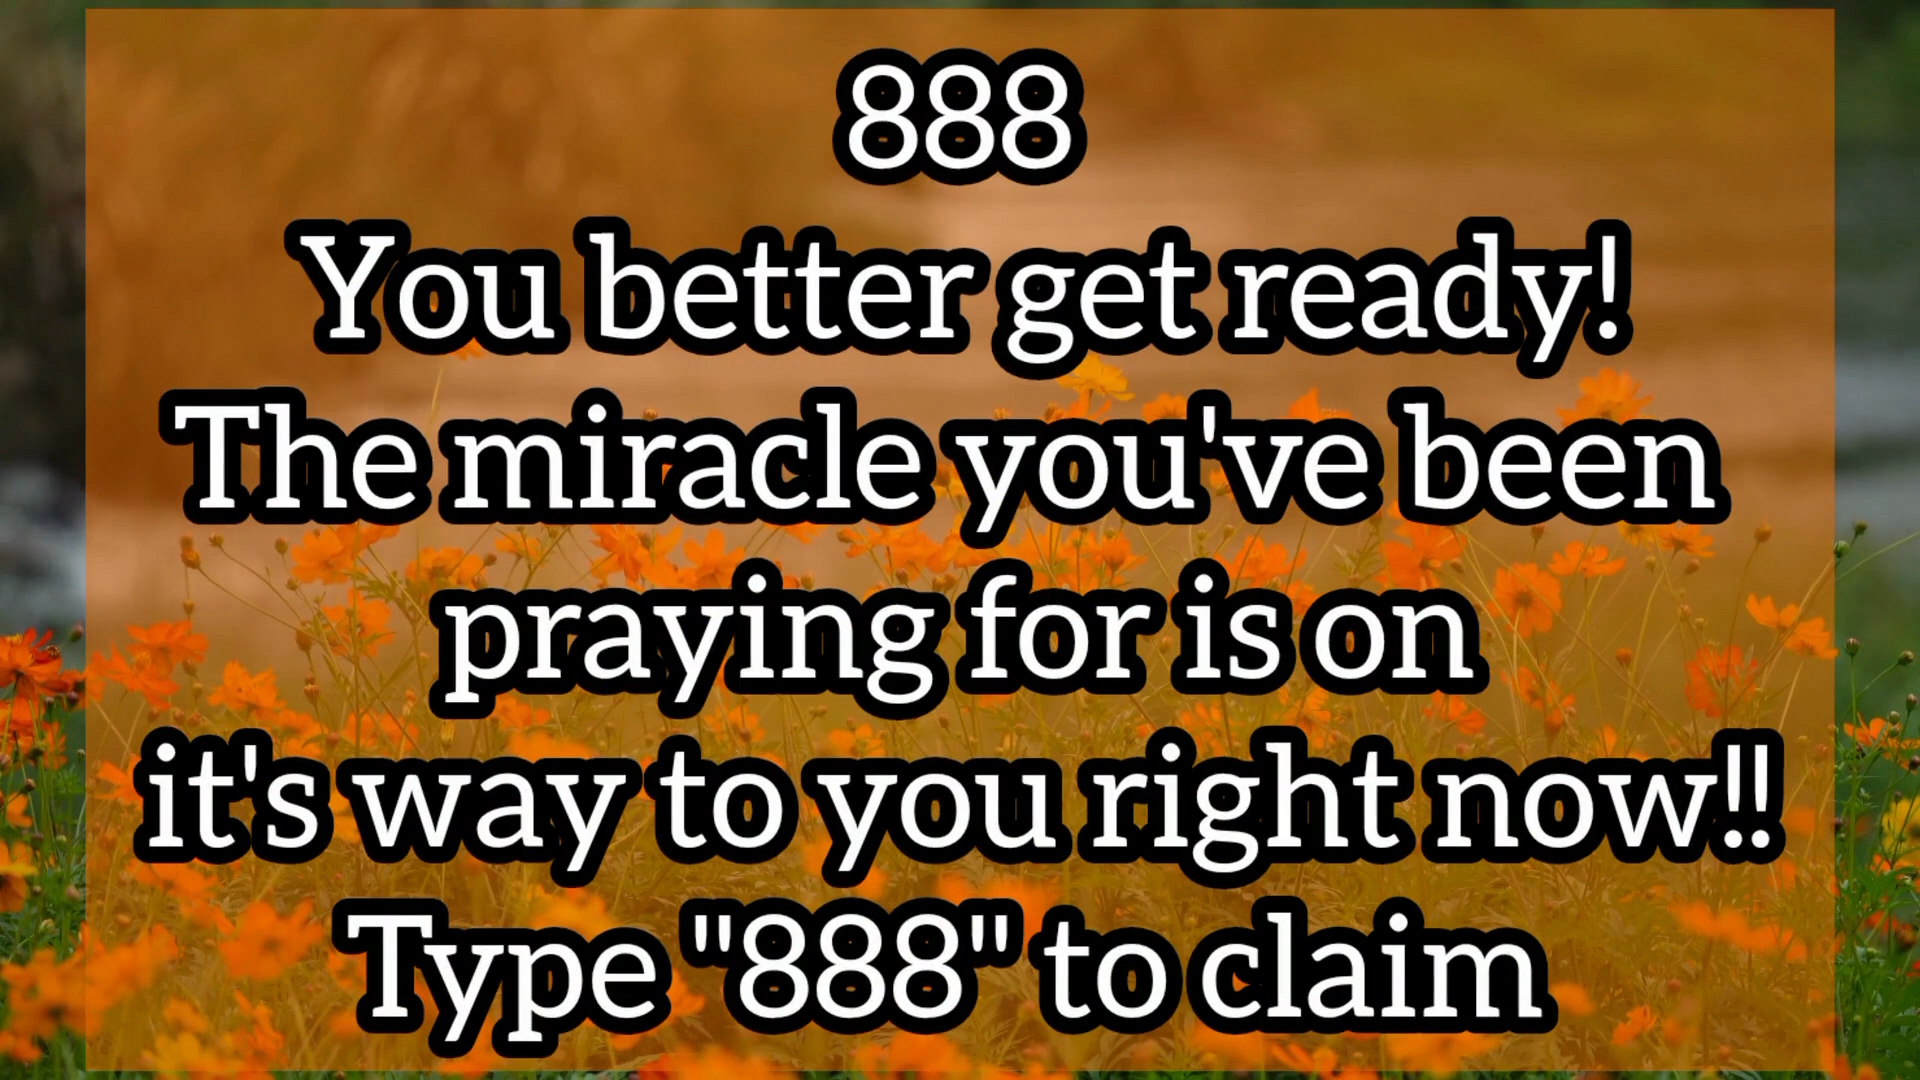 888
You better get ready!
The miracle you've been
praying for is on
it's way to you right now!!
Type "888" to claim